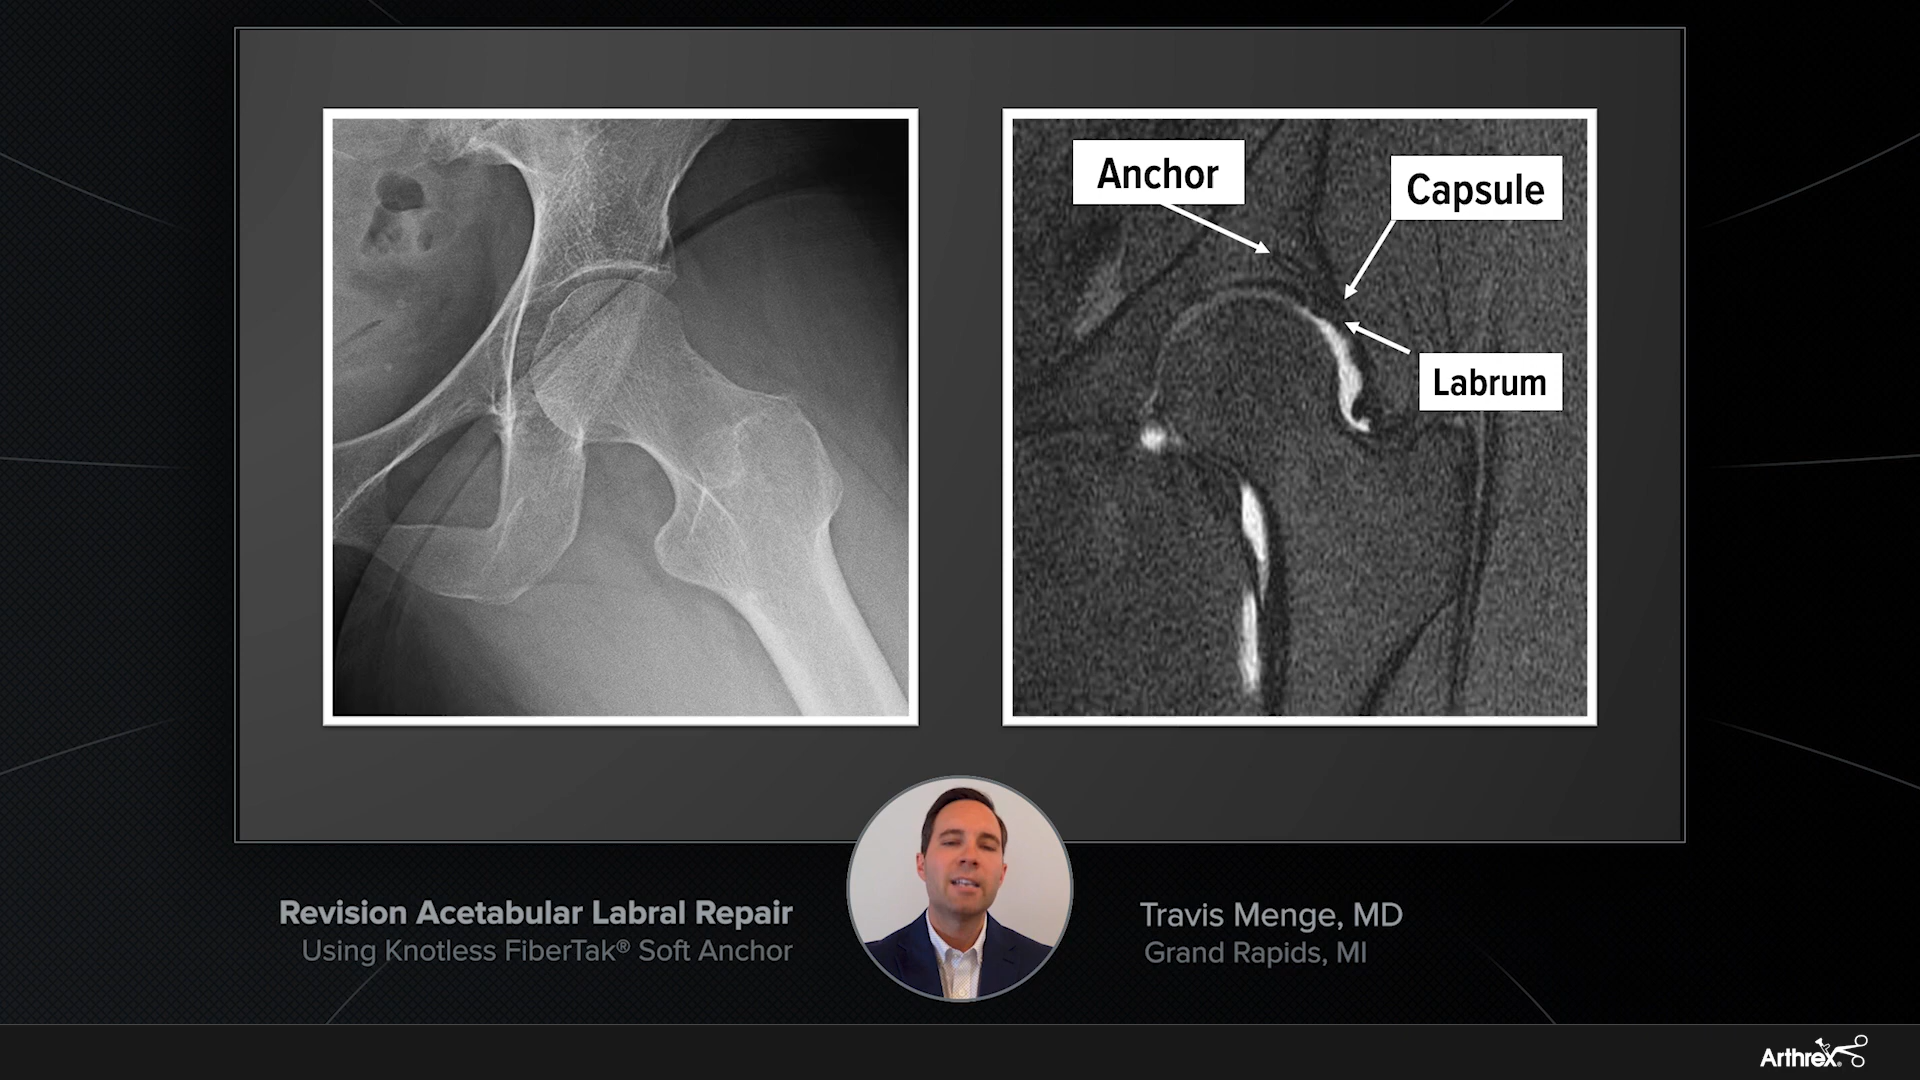 Anchor
Capsule
Labrum
Revision Acetabular Labral Repair
Using Knotless FiberTak® Soft Anchor
Travis Menge, MD
Grand Rapids, MI
Arthrex®